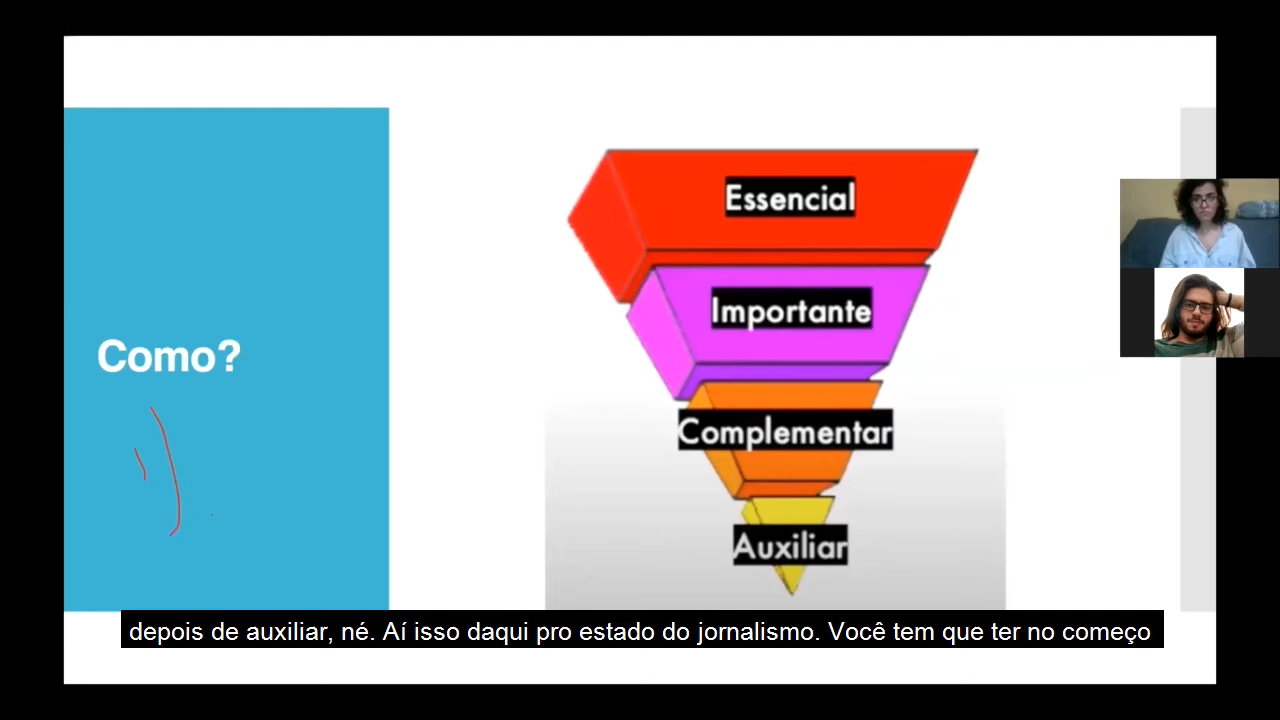 Como?
Essencial
Importante
Complementar
Auxiliar
depois de auxiliar, né. Aí isso daqui pro estado do jornalismo. Você tem que ter no começo